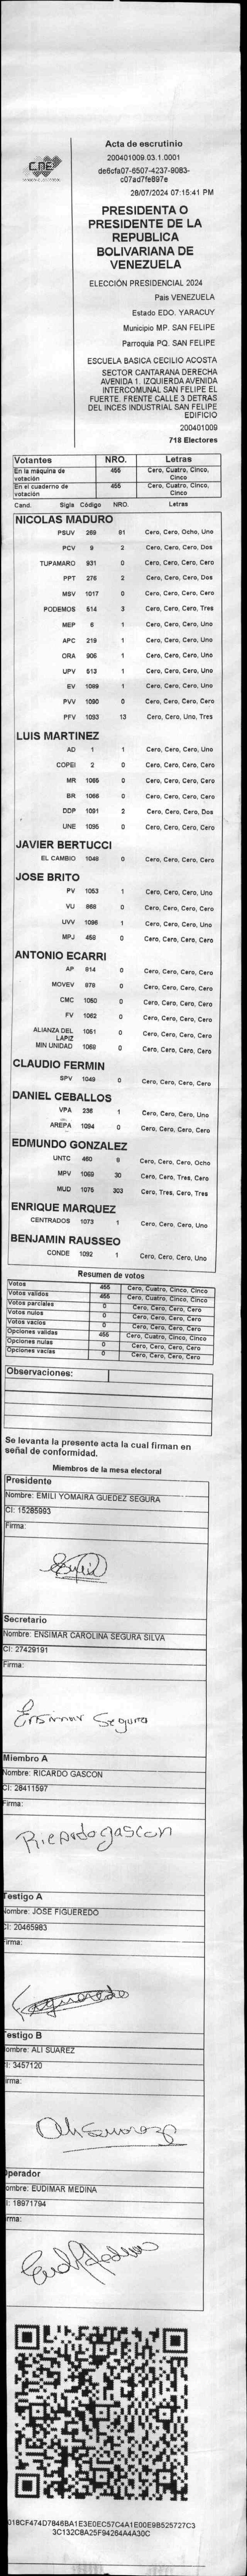 Acta de escrutinio
200401009.03.1.0001
de6cfa07-6507-4237-9083-
c07ad7fe897e
28/07/2024 07:15:41 PM
CDE
PRESIDENTA O
PRESIDENTE DE LA
REPUBLICA
BOLIVARIANA DE
VENEZUELA
ELECCIÓN PRESIDENCIAL 2024
Pais VENEZUELA
Estado EDO. YARACUY
Municipio MP. SAN FELIPE
Parroquia PQ. SAN FELIPE
ESCUELA BASICA CECILIO ACOSTA
SECTOR CANTARANA DERECHA
AVENIDA 1. IZQUIERDA AVENIDA
INTERCOMUNAL SAN FELIPE EL
FUERTE. FRENTE CALLE 3 DETRAS
DEL INCES INDUSTRIAL SAN FELIPE
EDIFICIO
200401009
718 Electores
Votantes NRO. Letras
En la máquina de votación 455 Cero, Cuatro, Cinco, Cinco
En el cuaderno de votación 455 Cero, Cuatro, Cinco, Cinco
Cand. Sigla Código NRO. Letras
NICOLAS MADURO
PSUV 269 81 Cero, Cero, Ocho, Uno
PCV 9 2 Cero, Cero, Cero, Dos
TUPAMARO 931 0 Cero, Cero, Cero, Cero
PPT 276 2 Cero, Cero, Cero, Dos
MSV 1017 0 Cero, Cero, Cero, Cero
PODEMOS 514 3 Cero, Cero, Cero, Tres
MEP 6 1 Cero, Cero, Cero, Uno
APC 219 1 Cero, Cero, Cero, Uno
ORA 906 1 Cero, Cero, Cero, Uno
UPV 513 1 Cero, Cero, Cero, Uno
EV 1089 1 Cero, Cero, Cero, Uno
PVV 1090 0 Cero, Cero, Cero, Cero
PFV 1093 13 Cero, Cero, Uno, Tres
LUIS MARTINEZ
AD 1 1 Cero, Cero, Cero, Uno
COPEI 2 0 Cero, Cero, Cero, Cero
MR 1065 0 Cero, Cero, Cero, Cero
BR 1066 0 Cero, Cero, Cero, Cero
DDP 1091 2 Cero, Cero, Cero, Dos
UNE 1095 0 Cero, Cero, Cero, Cero
JAVIER BERTUCCI
EL CAMBIO 1048 0 Cero, Cero, Cero, Cero
JOSE BRITO
PV 1053 1 Cero, Cero, Cero, Uno
VU 868 0 Cero, Cero, Cero, Cero
UVV 1096 1 Cero, Cero, Cero, Uno
MPJ 458 0 Cero, Cero, Cero, Cero
ANTONIO ECARRI
AP 914 0 Cero, Cero, Cero, Cero
MOVEV 979 0 Cero, Cero, Cero, Cero
CMC 1050 0 Cero, Cero, Cero, Cero
FV 1062 0 Cero, Cero, Cero, Cero
ALIANZA DEL LAPIZ 1051 0 Cero, Cero, Cero, Cero
MIN UNIDAD 1068 0 Cero, Cero, Cero, Cero
CLAUDIO FERMIN
SPV 1049 0 Cero, Cero, Cero, Cero
DANIEL CEBALLOS
VPA 236 1 Cero, Cero, Cero, Uno
AREPA 1094 0 Cero, Cero, Cero, Cero
EDMUNDO GONZALEZ
UNTC 460 8 Cero, Cero, Cero, Ocho
MPV 1069 30 Cero, Cero, Tres, Cero
MUD 1075 303 Cero, Tres, Cero, Tres
ENRIQUE MARQUEZ
CENTRADOS 1073 1 Cero, Cero, Cero, Uno
BENJAMIN RAUSSEO
CONDE 1092 1 Cero, Cero, Cero, Uno
Resumen de votos
Votos 455 Cero, Cuatro, Cinco, Cinco
Votos validos 455 Cero, Cuatro, Cinco, Cinco
Votos parciales 0 Cero, Cero, Cero, Cero
Votos nulos 0 Cero, Cero, Cero, Cero
Votos vacios 0 Cero, Cero, Cero, Cero
Opciones validas 455 Cero, Cuatro, Cinco, Cinco
Opciones nulas 0 Cero, Cero, Cero, Cero
Opciones vacias 0 Cero, Cero, Cero, Cero
Observaciones:
Se levanta la presente acta la cual firman en
señal de conformidad.
Miembros de la mesa electoral
Presidente
Nombre: EMILI YOMAIRA GUEDEZ SEGURA
CI: 15285993
Firma:
Secretario
Nombre: ENSIMAR CAROLINA SEGURA SILVA
CI: 27429191
Firma:
Ensimar Segura
Miembro A
Nombre: RICARDO GASCON
CI: 28411597
Firma:
Ricardo gascon
Testigo A
Nombre: JOSE FIGUEREDO
CI: 20465983
Firma:
Testigo B
ombre: ALI SUAREZ
I: 3457120
irma:
Operador
ombre: EUDIMAR MEDINA
I: 18971794
rma:
018CF474D7846BA1E3E0EC57C4A1E00E9B525727C3
3C132C8A25F94264A4A30C